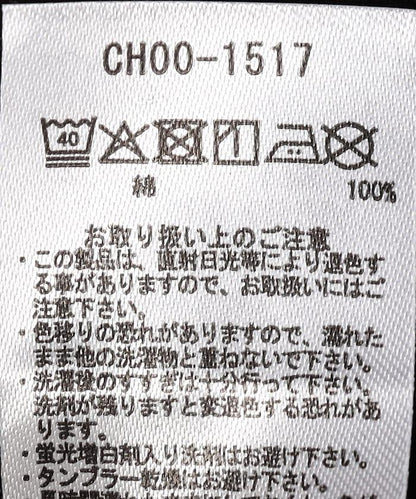 CH00-1517
40
綿 100%
お取り扱い上のご注意
・この製品は、直射日光等により退色す
る事がありますので、お取扱いにはご
注意下さい。
・色移りの恐れがありますので、濡れた
まま他の洗濯物と重ねないで下さい。
・洗濯後のすすぎは十分行って下さい。
洗剤が残りますと変退色する恐れがあ
ります。
・蛍光増白剤入り洗剤はお避け下さい。
・タンブラー乾燥はお避け下さい。